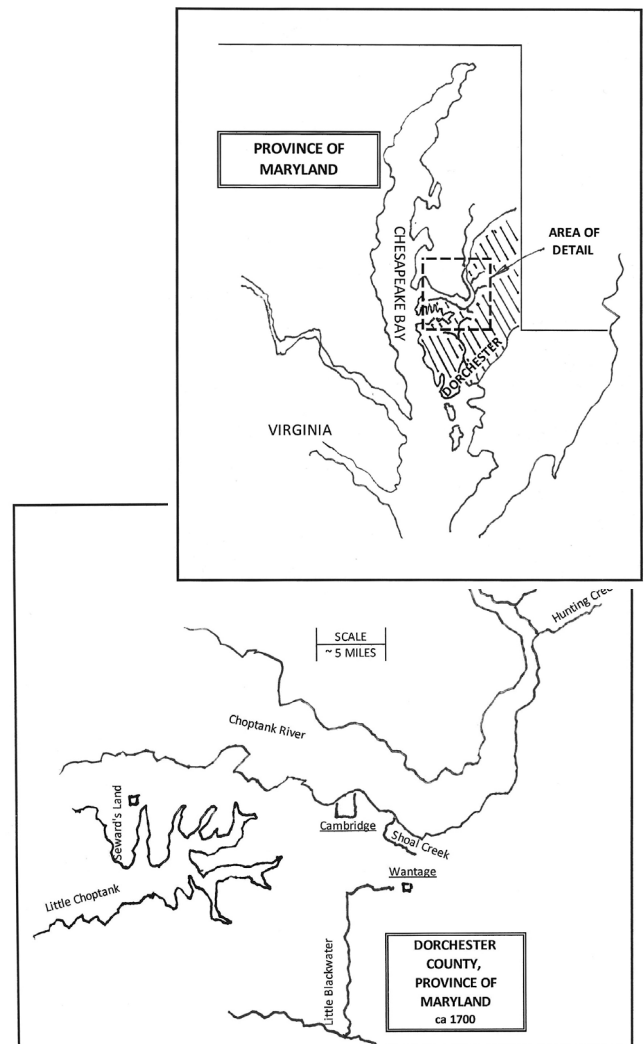 PROVINCE OF
MARYLAND
CHESAPEAKE BAY
AREA OF
DETAIL
DORCHESTER
VIRGINIA
Hunting Cree
SCALE
~ 5 MILES
Choptank River
Seward's Land
Cambridge
Shoal Creek
Wantage
Little Choptank
Little Blackwater
DORCHESTER
COUNTY,
PROVINCE OF
MARYLAND
ca 1700